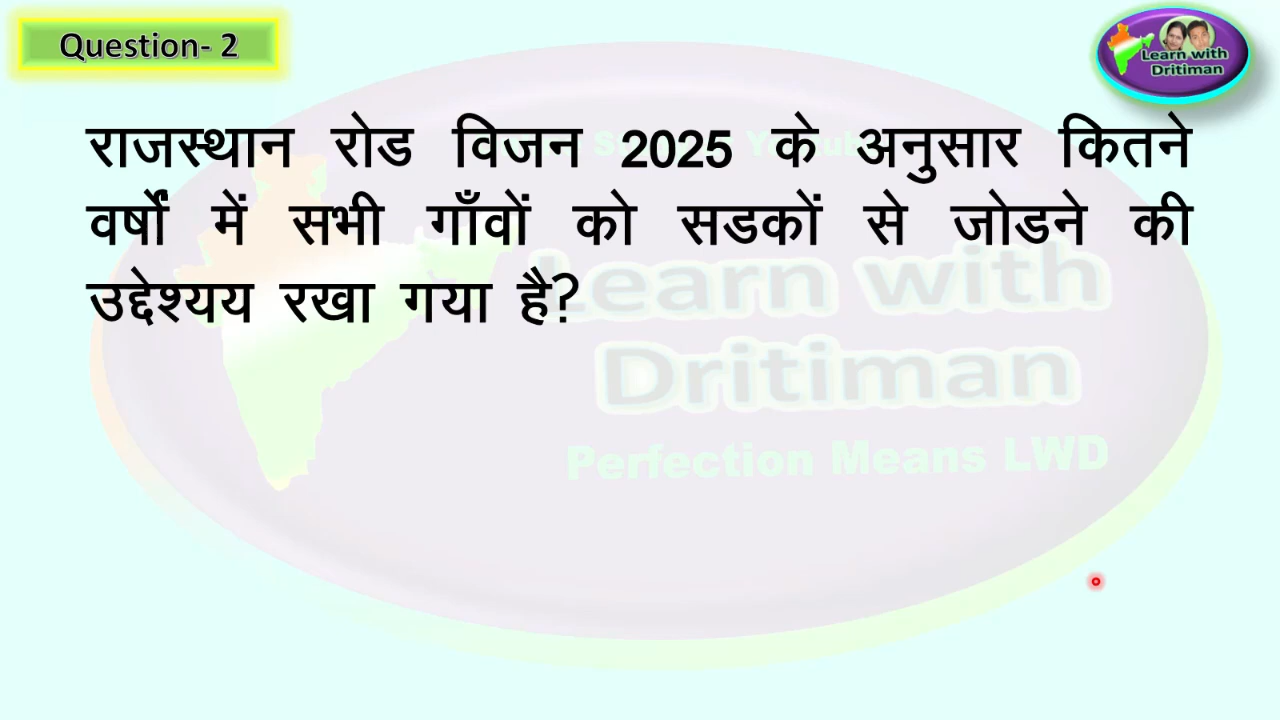 Question- 2
Learn with
Dritiman
राजस्थान रोड विजन 2025 के अनुसार कितने
वर्षों में सभी गाँवों को सडकों से जोडने की
उद्देश्यय रखा गया है?
Learn with
Dritiman
Perfection Means LWD